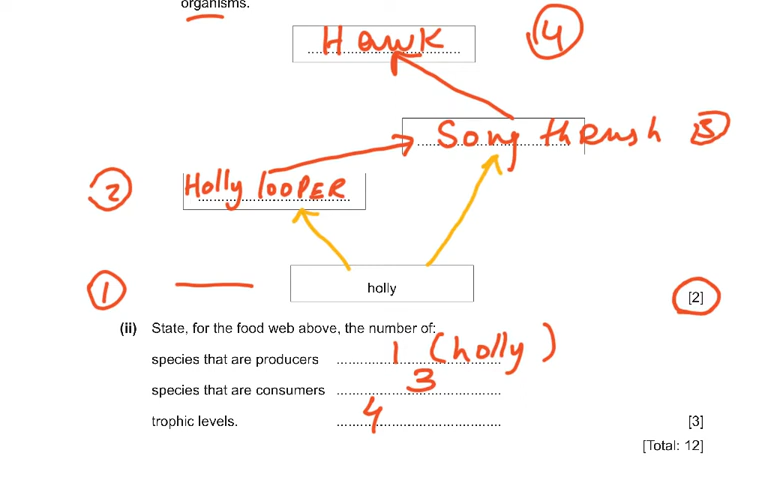 organisms.
Hawk 4
Song thrush 3
2 Holly looPER
1 holly [2]
(ii) State, for the food web above, the number of:
species that are producers 1 (holly)
species that are consumers 3
trophic levels. 4 [3]
[Total: 12]